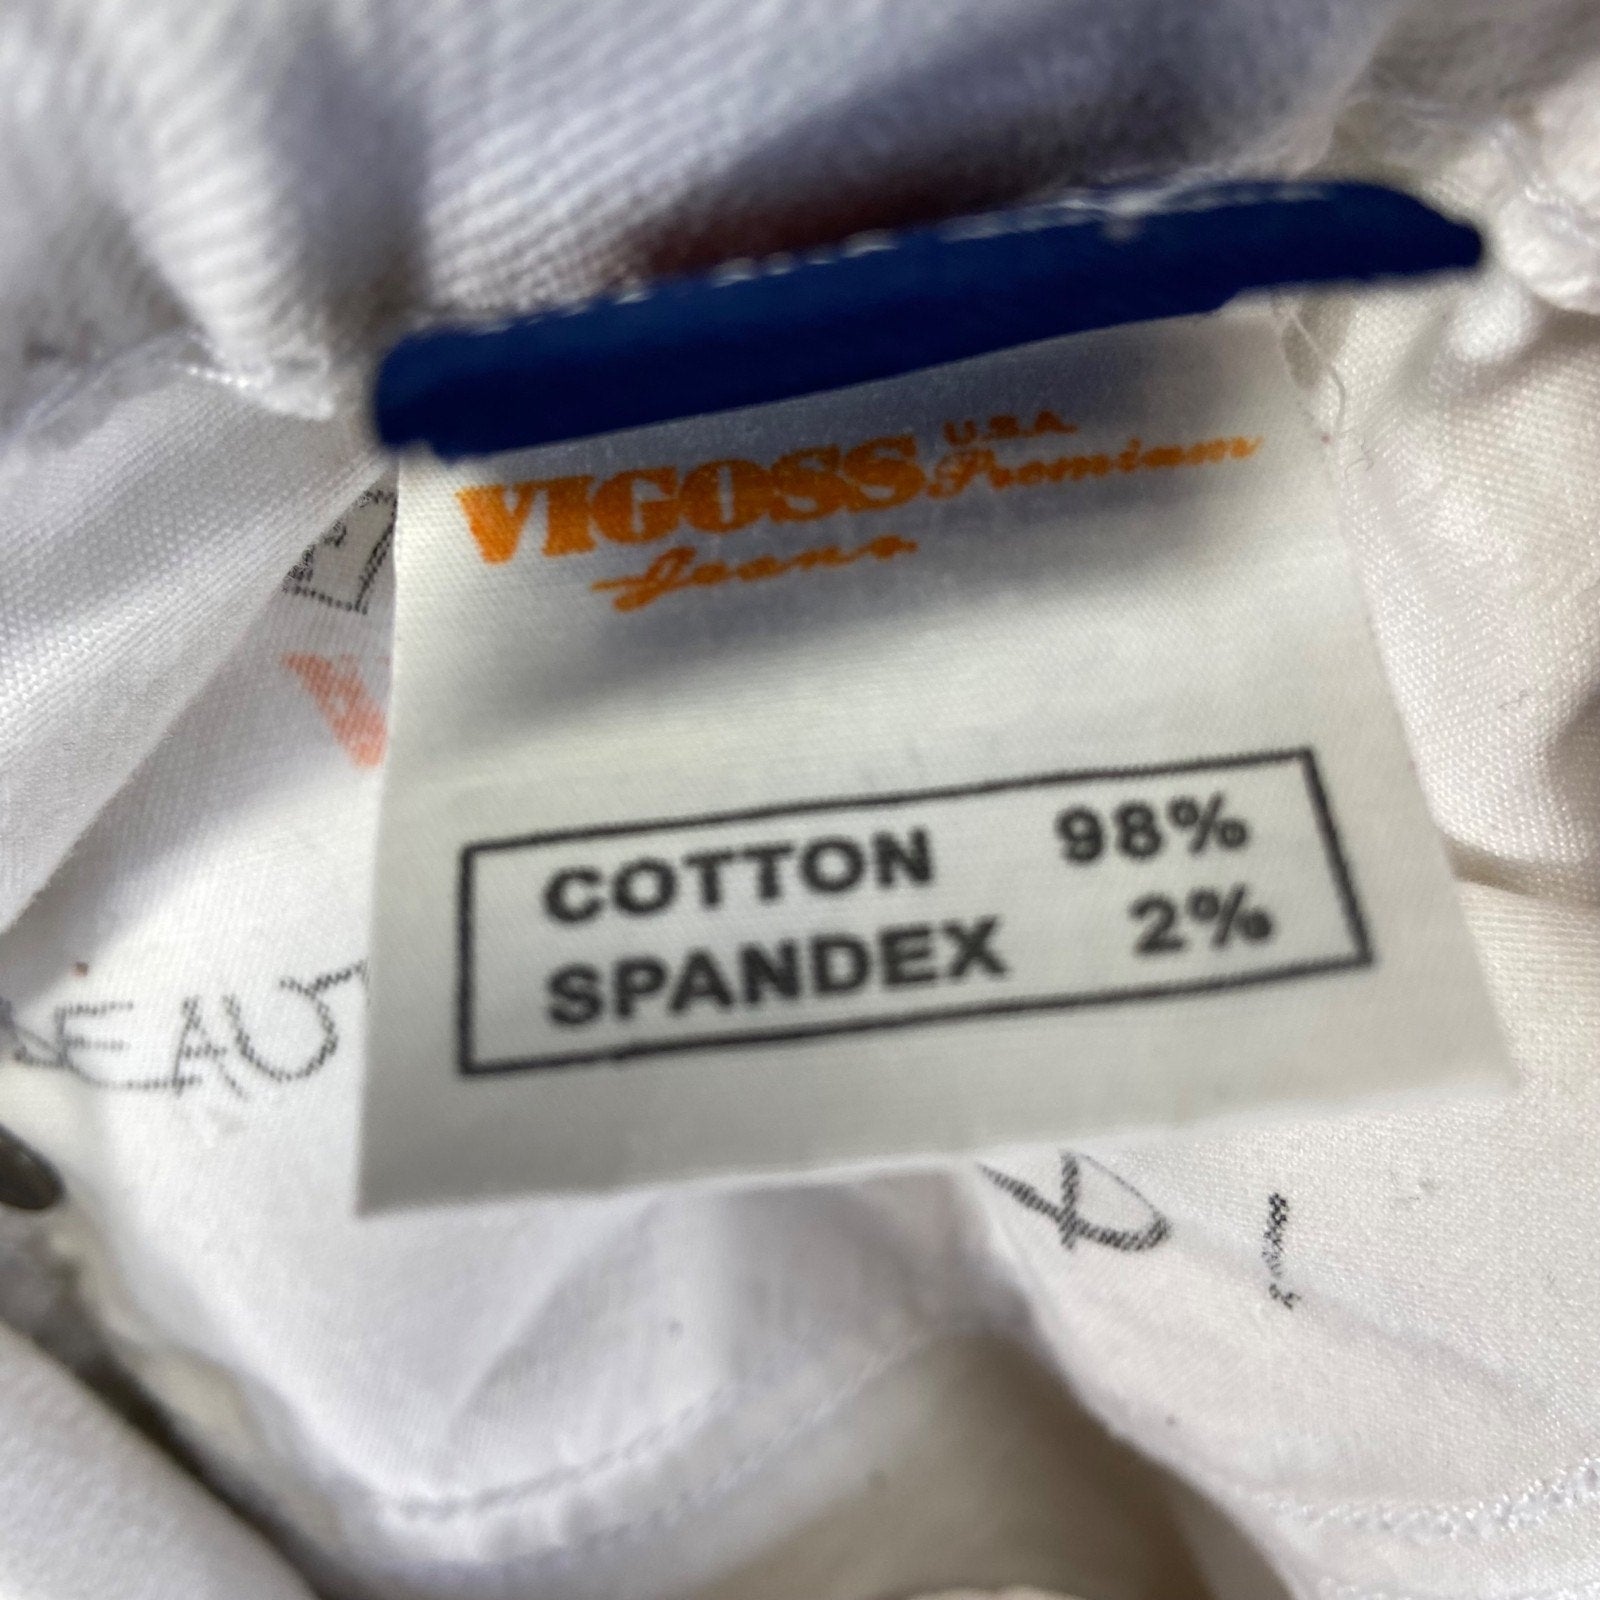 VIGOSS U.S.A. Premium
Jeans
COTTON 98%
SPANDEX 2%